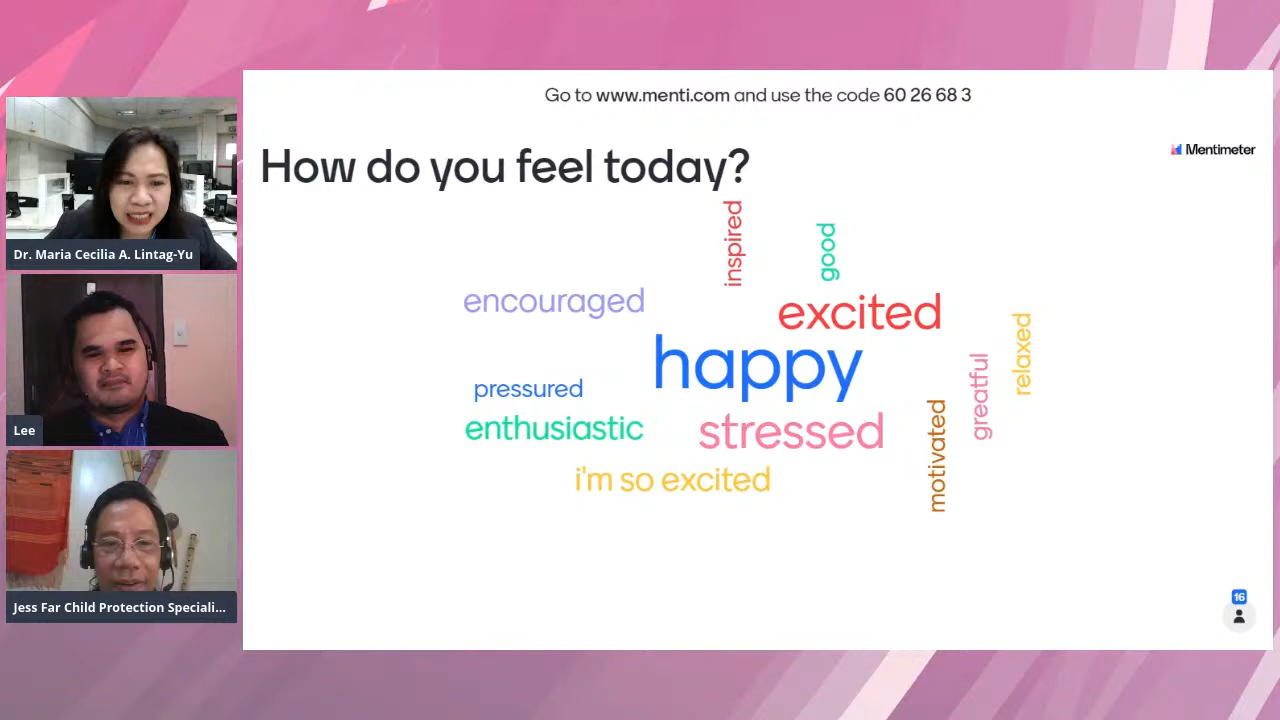 Go to www.menti.com and use the code 60 26 68 3
Mentimeter
How do you feel today?
inspired
good
encouraged
excited
relaxed
happy
greatful
pressured
motivated
enthusiastic
stressed
i'm so excited
16
Dr. Maria Cecilia A. Lintag-Yu
Lee
Jess Far Child Protection Speciali...